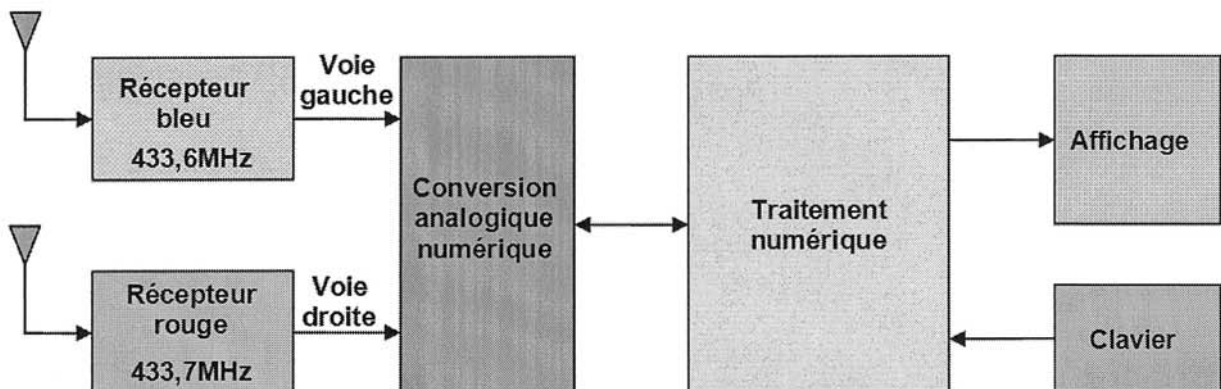 Récepteur
bleu
433,6MHz
Voie
gauche
Récepteur
rouge
433,7MHz
Voie
droite
Conversion
analogique
numérique
Traitement
numérique
Affichage
Clavier